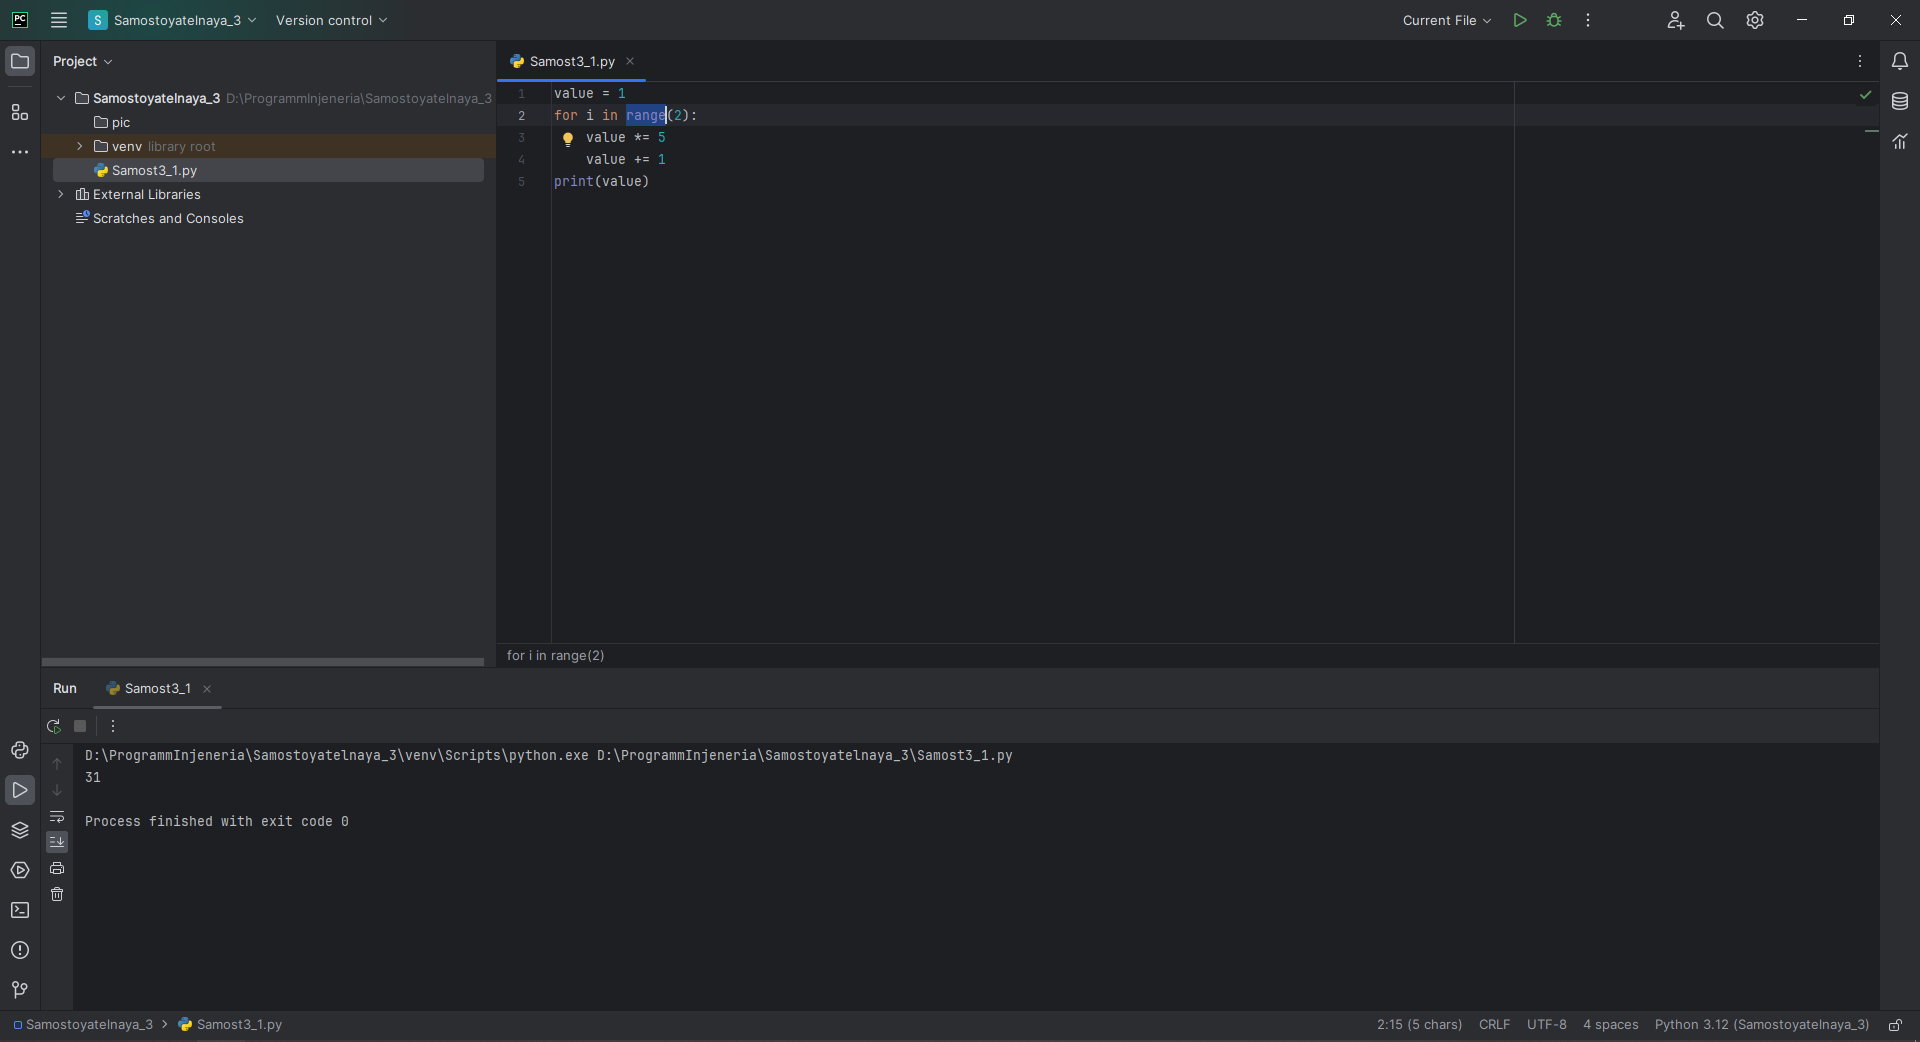 PC S Samostoyatelnaya_3 Version control Current File
Project
Samost3_1.py
Samostoyatelnaya_3 D:\ProgrammInjeneria\Samostoyatelnaya_3
pic
venv library root
Samost3_1.py
External Libraries
Scratches and Consoles
1 value = 1
2 for i in range(2):
3 value *= 5
4 value += 1
5 print(value)
for i in range(2)
Run Samost3_1
D:\ProgrammInjeneria\Samostoyatelnaya_3\venv\Scripts\python.exe D:\ProgrammInjeneria\Samostoyatelnaya_3\Samost3_1.py
31
Process finished with exit code 0
Samostoyatelnaya_3 Samost3_1.py 2:15 (5 chars) CRLF UTF-8 4 spaces Python 3.12 (Samostoyatelnaya_3)